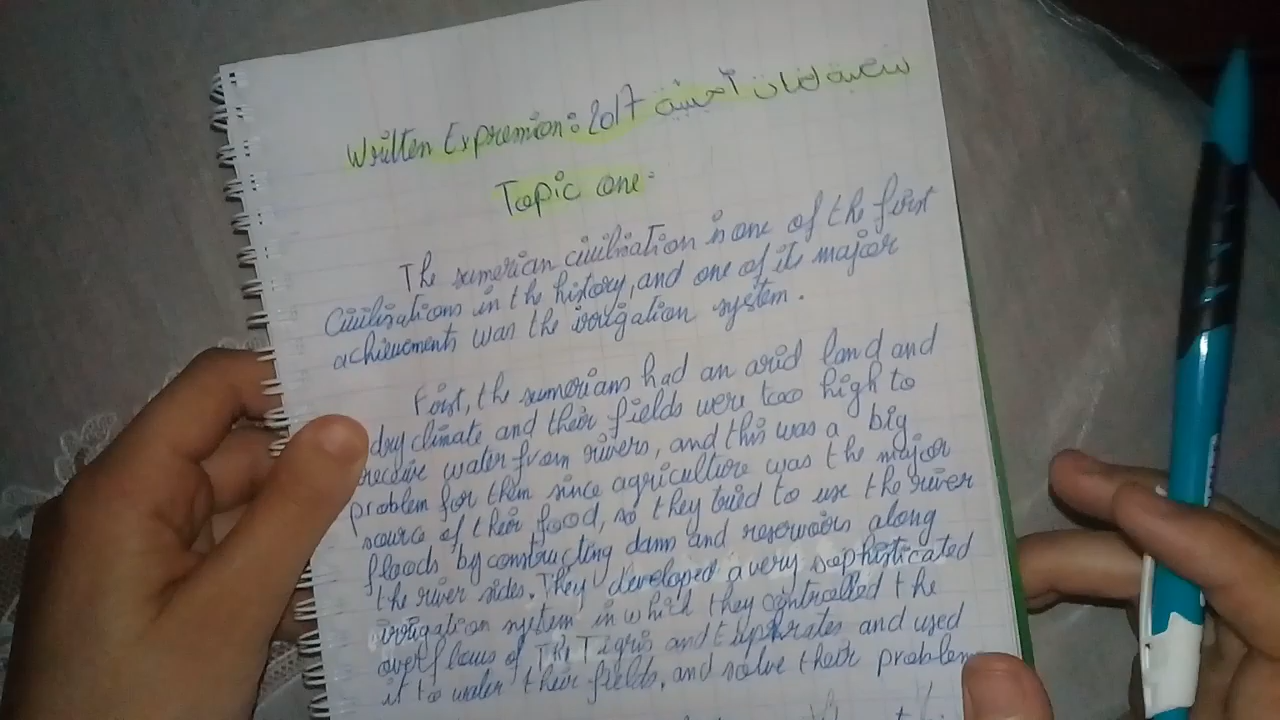 Written Expression: 2017 شعبة لغات أجنبية
Topic one:
The sumerian civilisation is one of the first
civilisations in the history, and one of its major
achievements was the irrigation system.
First, the sumerians had an arid land and
dry climate and their fields were too high to
receive water from rivers, and this was a big
problem for them since agriculture was the major
source of their food, so they tried to use the river
floods by constructing dams and reservoirs along
the river sides. They developed a very sophisticated
irrigation system in which they controlled the
overflows of The Tigris and Euphrates and used
it to water their fields, and solve their problem